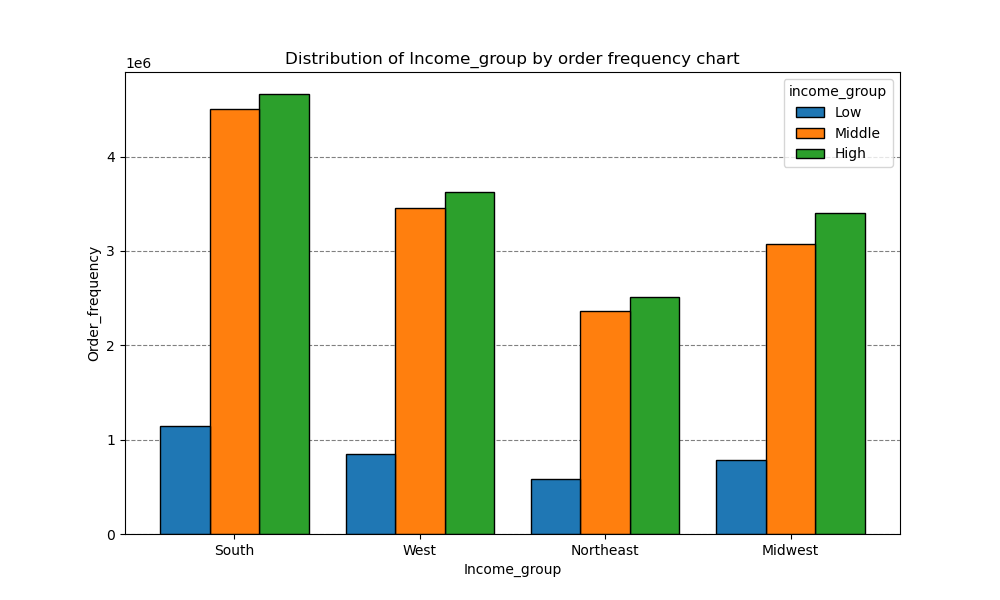 Distribution of Income_group by order frequency chart
1e6
income_group
Low
Middle
High
4
3
2
1
0
Order_frequency
South West Northeast Midwest
Income_group